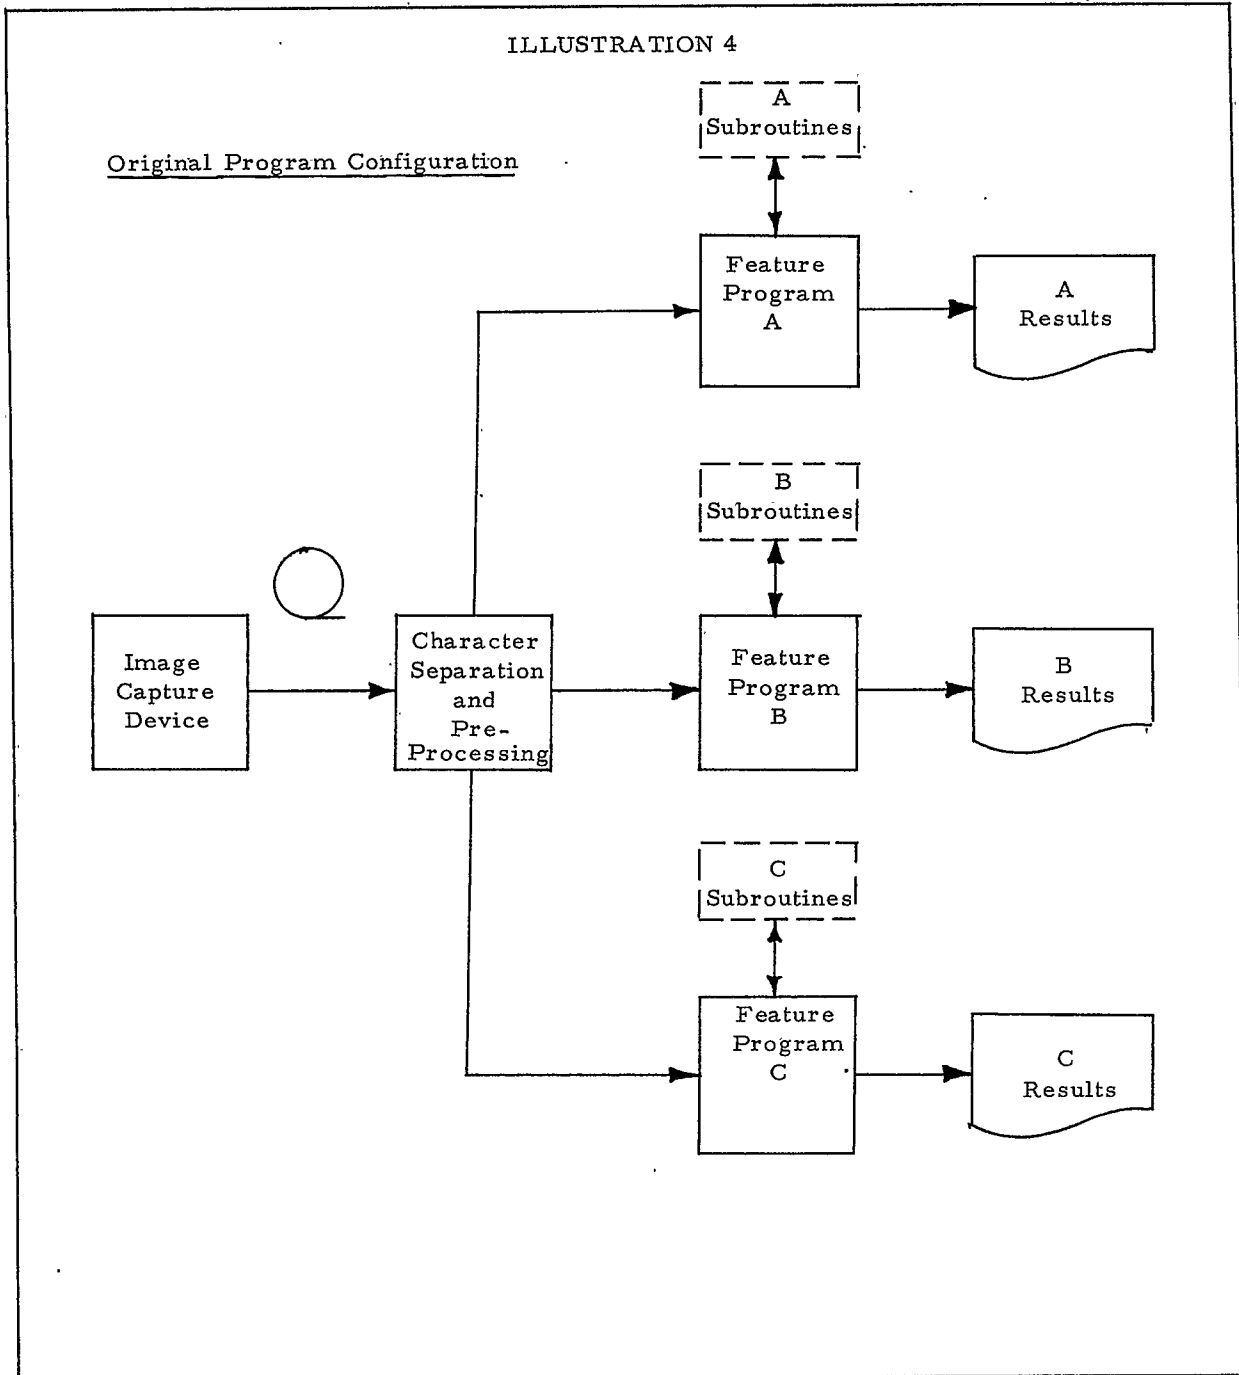 ILLUSTRATION 4
Original Program Configuration
A
Subroutines
Feature
Program
A
A
Results
B
Subroutines
Image
Capture
Device
Character
Separation
and
Pre-
Processing
Feature
Program
B
B
Results
C
Subroutines
Feature
Program
C
C
Results